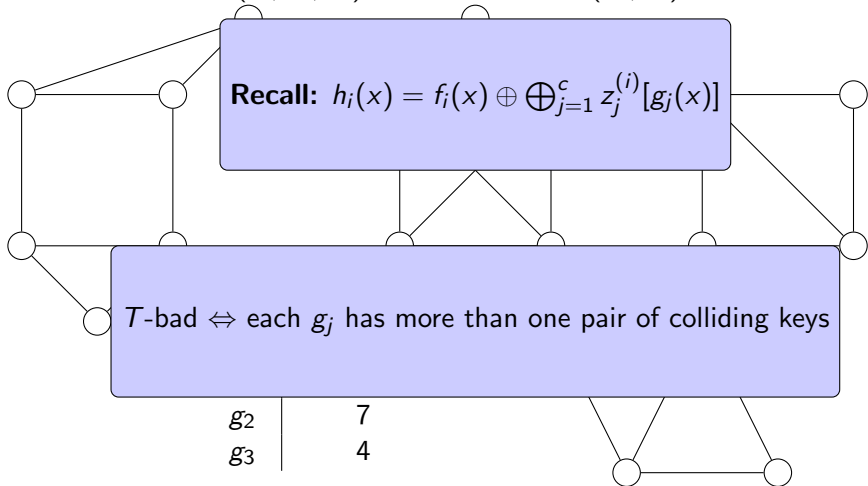 Recall: h_i(x) = f_i(x) ⊕ ⨁_{j=1}^{c} z_j^{(i)}[g_j(x)]
T-bad ⇔ each g_j has more than one pair of colliding keys
g_2 7
g_3 4